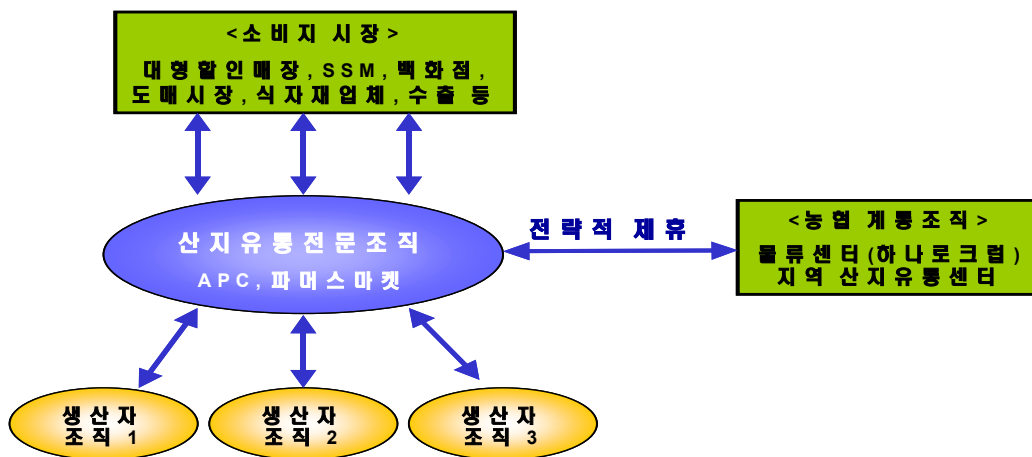 <소비지 시장>
대형할인매장, SSM, 백화점,
도매시장, 식자재업체, 수출 등
산지유통전문조직
APC, 파머스마켓
전략적 제휴
<농협 계통조직>
물류센터(하나로크럽)
지역 산지유통센터
생산자
조직 1
생산자
조직 2
생산자
조직 3